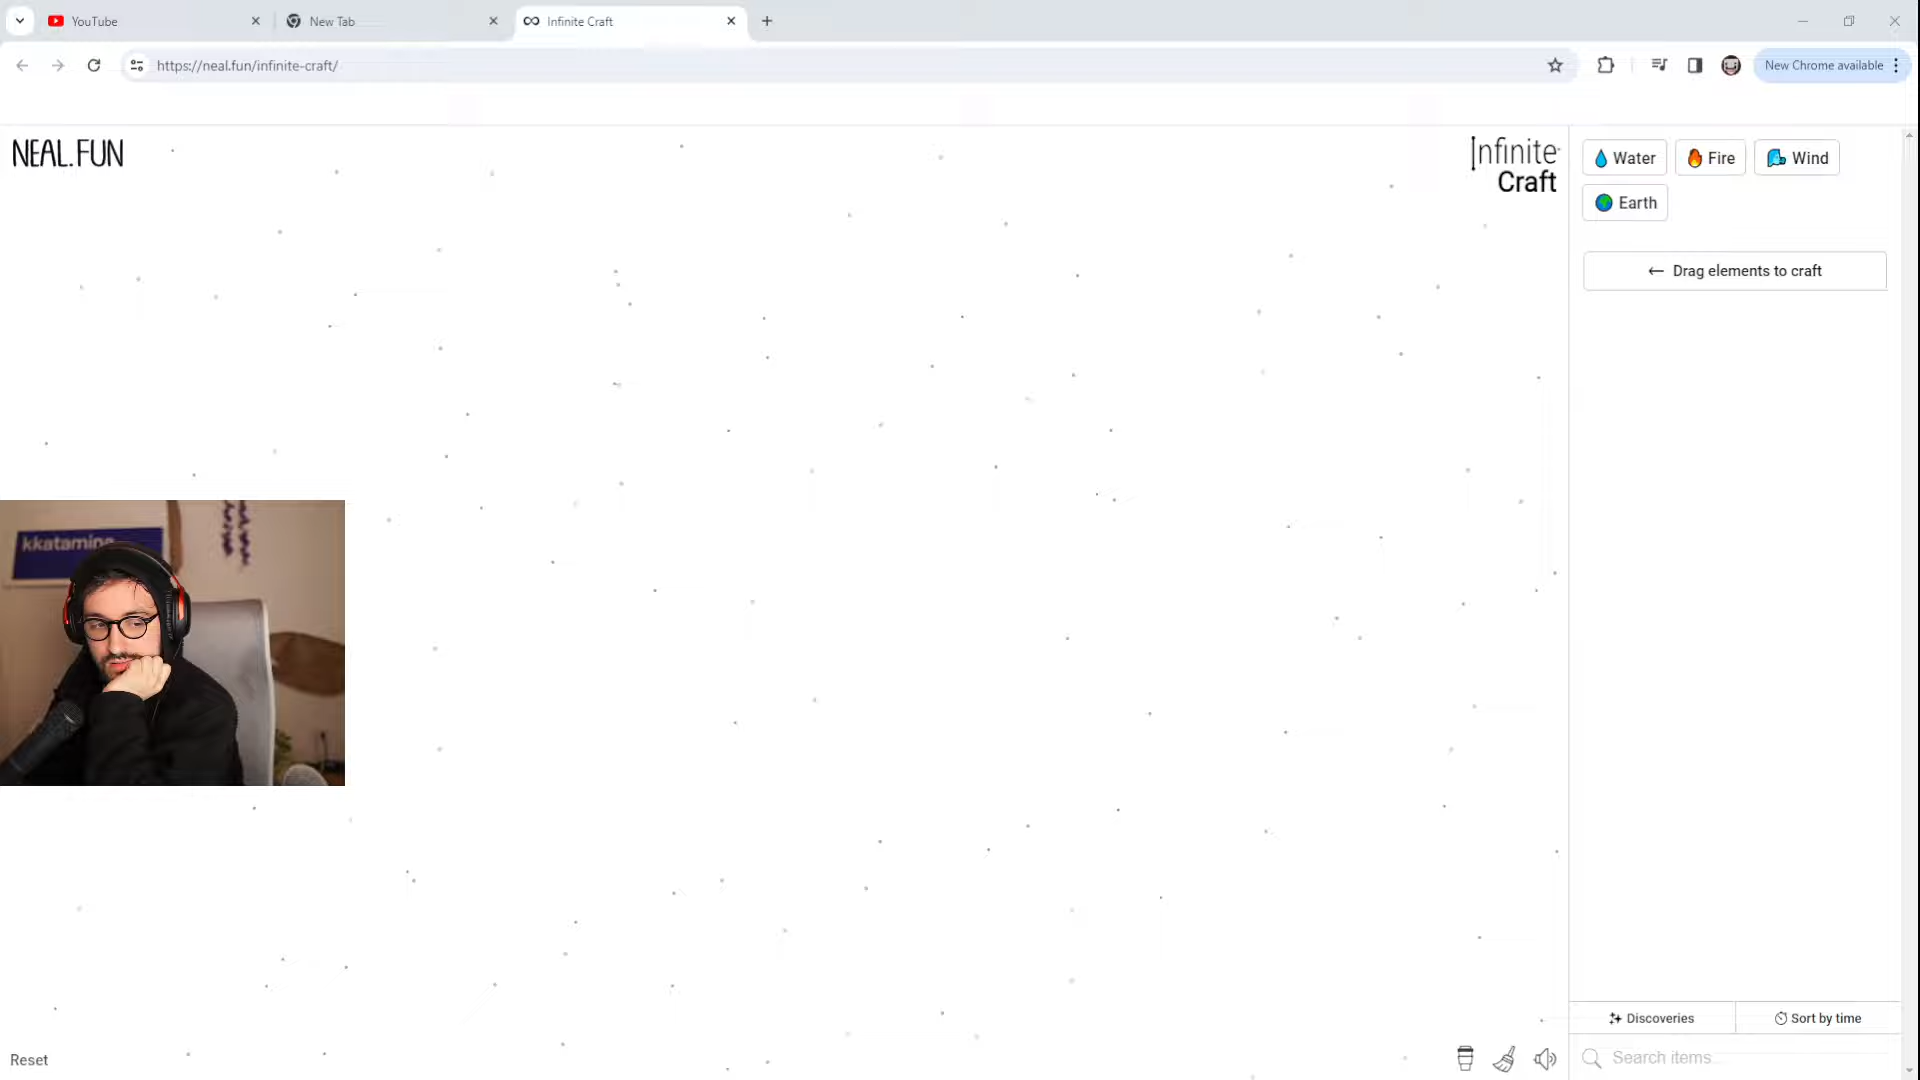 YouTube
New Tab
Infinite Craft
https://neal.fun/infinite-craft/
New Chrome available
NEAL.FUN
Infinite
Craft
Water
Fire
Wind
Earth
← Drag elements to craft
kkatamina
Discoveries
Sort by time
Reset
Search items...